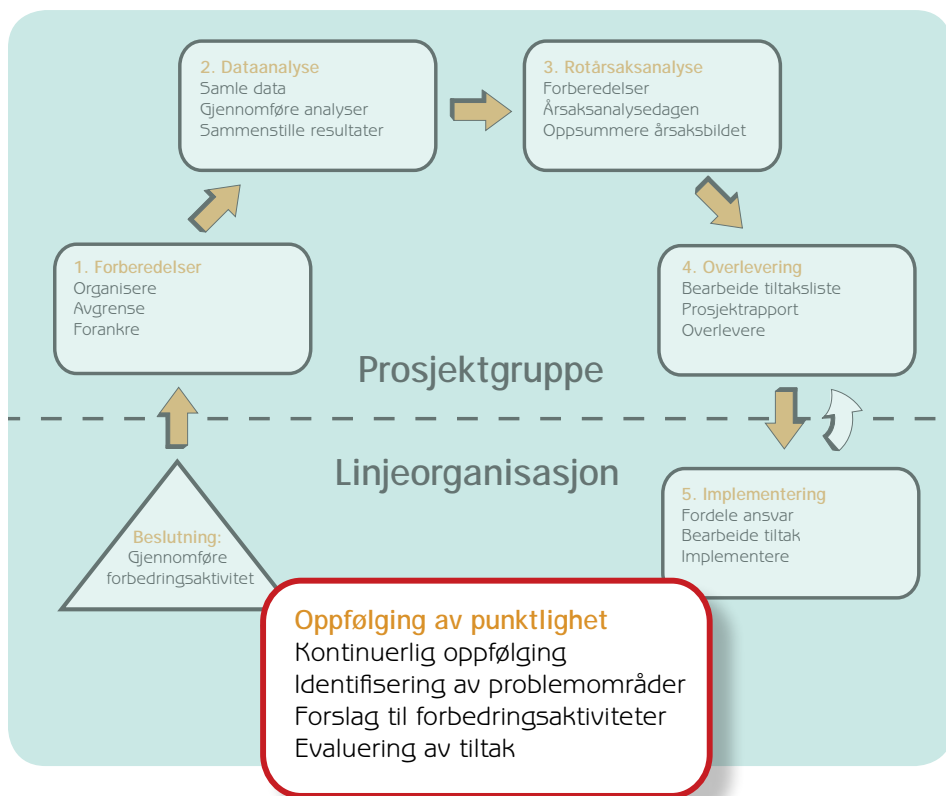 2. Dataanalyse
Samle data
Gjennomføre analyser
Sammenstille resultater
3. Rotårsaksanalyse
Forberedelser
Årsaksanalysedagen
Oppsummere årsaksbildet
1. Forberedelser
Organisere
Avgrense
Forankre
4. Overlevering
Bearbeide tiltaksliste
Prosjektrapport
Overlevere
Prosjektgruppe
Linjeorganisasjon
Beslutning:
Gjennomføre
forbedringsaktivitet
5. Implementering
Fordele ansvar
Bearbeide tiltak
Implementere
Oppfølging av punktlighet
Kontinuerlig oppfølging
Identifisering av problemområder
Forslag til forbedringsaktiviteter
Evaluering av tiltak